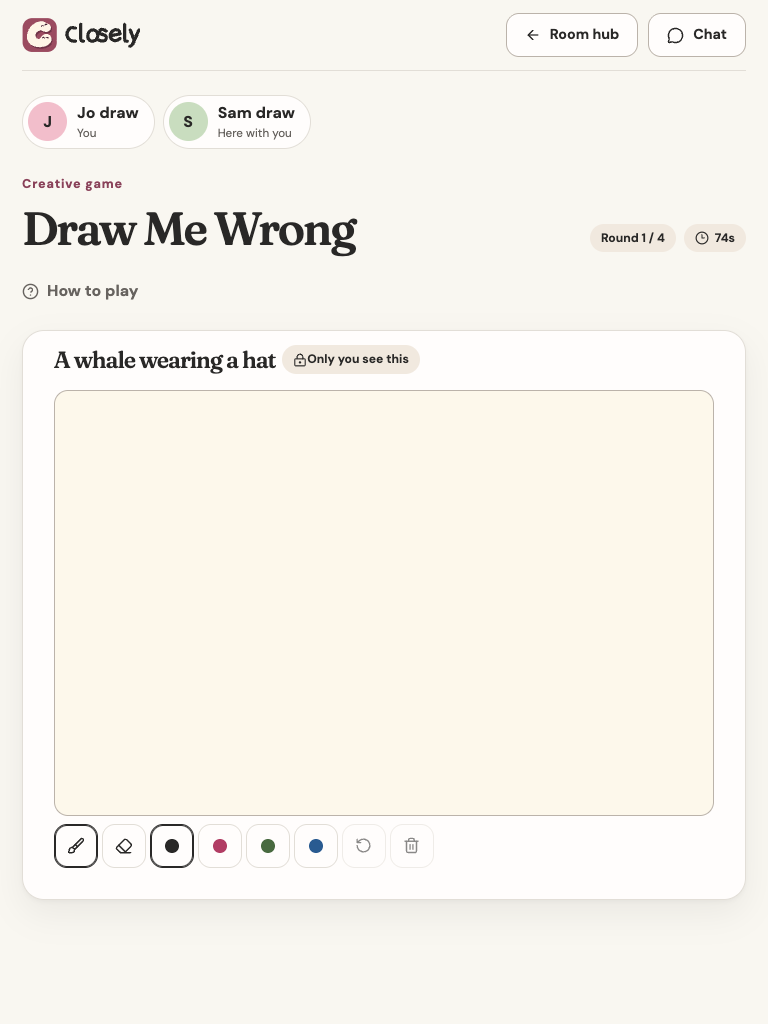 Closely
Room hub
Chat
J
Jo draw
You
S
Sam draw
Here with you
Creative game
Draw Me Wrong
Round 1 / 4
74s
How to play
A whale wearing a hat
Only you see this